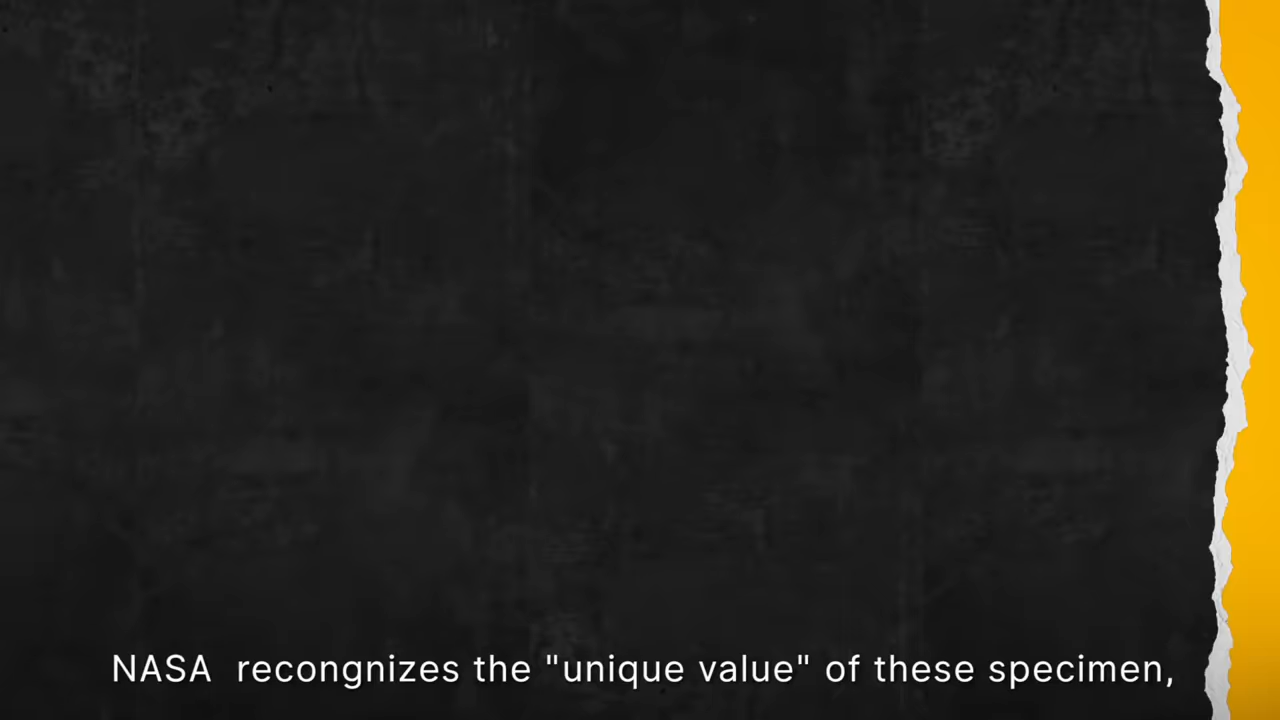 NASA  recongnizes the "unique value" of these specimen,